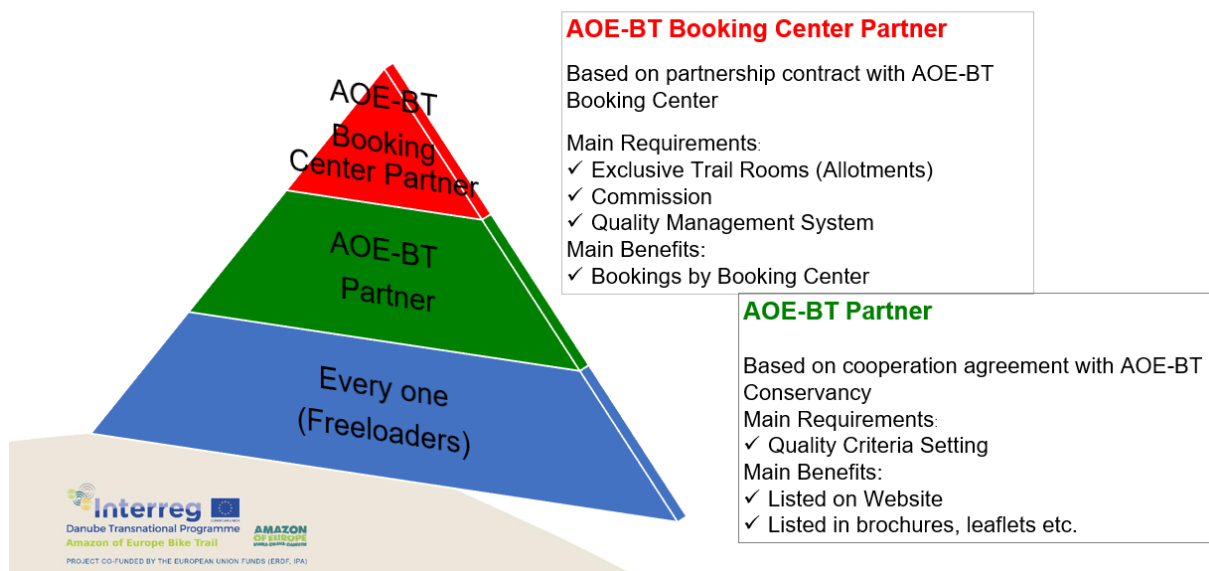 AOE-BT
Booking
Center Partner
AOE-BT
Partner
Every one
(Freeloaders)
AOE-BT Booking Center Partner
Based on partnership contract with AOE-BT
Booking Center
Main Requirements:
✓ Exclusive Trail Rooms (Allotments)
✓ Commission
✓ Quality Management System
Main Benefits:
✓ Bookings by Booking Center
AOE-BT Partner
Based on cooperation agreement with AOE-BT
Conservancy
Main Requirements:
✓ Quality Criteria Setting
Main Benefits:
✓ Listed on Website
✓ Listed in brochures, leaflets etc.
Interreg
Danube Transnational Programme
Amazon of Europe Bike Trail
AMAZON
OF EUROPE
PROJECT CO-FUNDED BY THE EUROPEAN UNION FUNDS (ERDF, IPA)